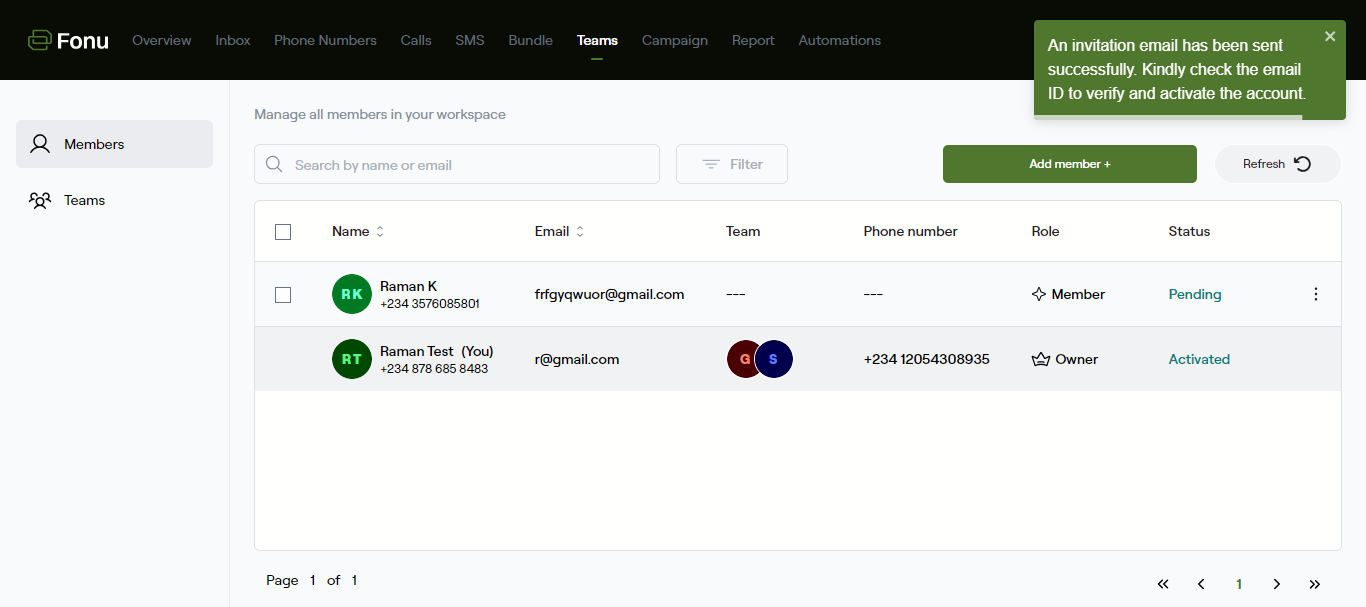 Fonu Overview Inbox Phone Numbers Calls SMS Bundle Teams Campaign Report Automations
An invitation email has been sent
successfully. Kindly check the email
ID to verify and activate the account.
Members
Teams
Manage all members in your workspace
Search by name or email Filter Add member + Refresh
Name Email Team Phone number Role Status
RK Raman K
+234 3576085801
frfgyqwuor@gmail.com --- --- Member Pending
RT Raman Test (You)
+234 878 685 8483
r@gmail.com G S +234 12054308935 Owner Activated
Page 1 of 1
1